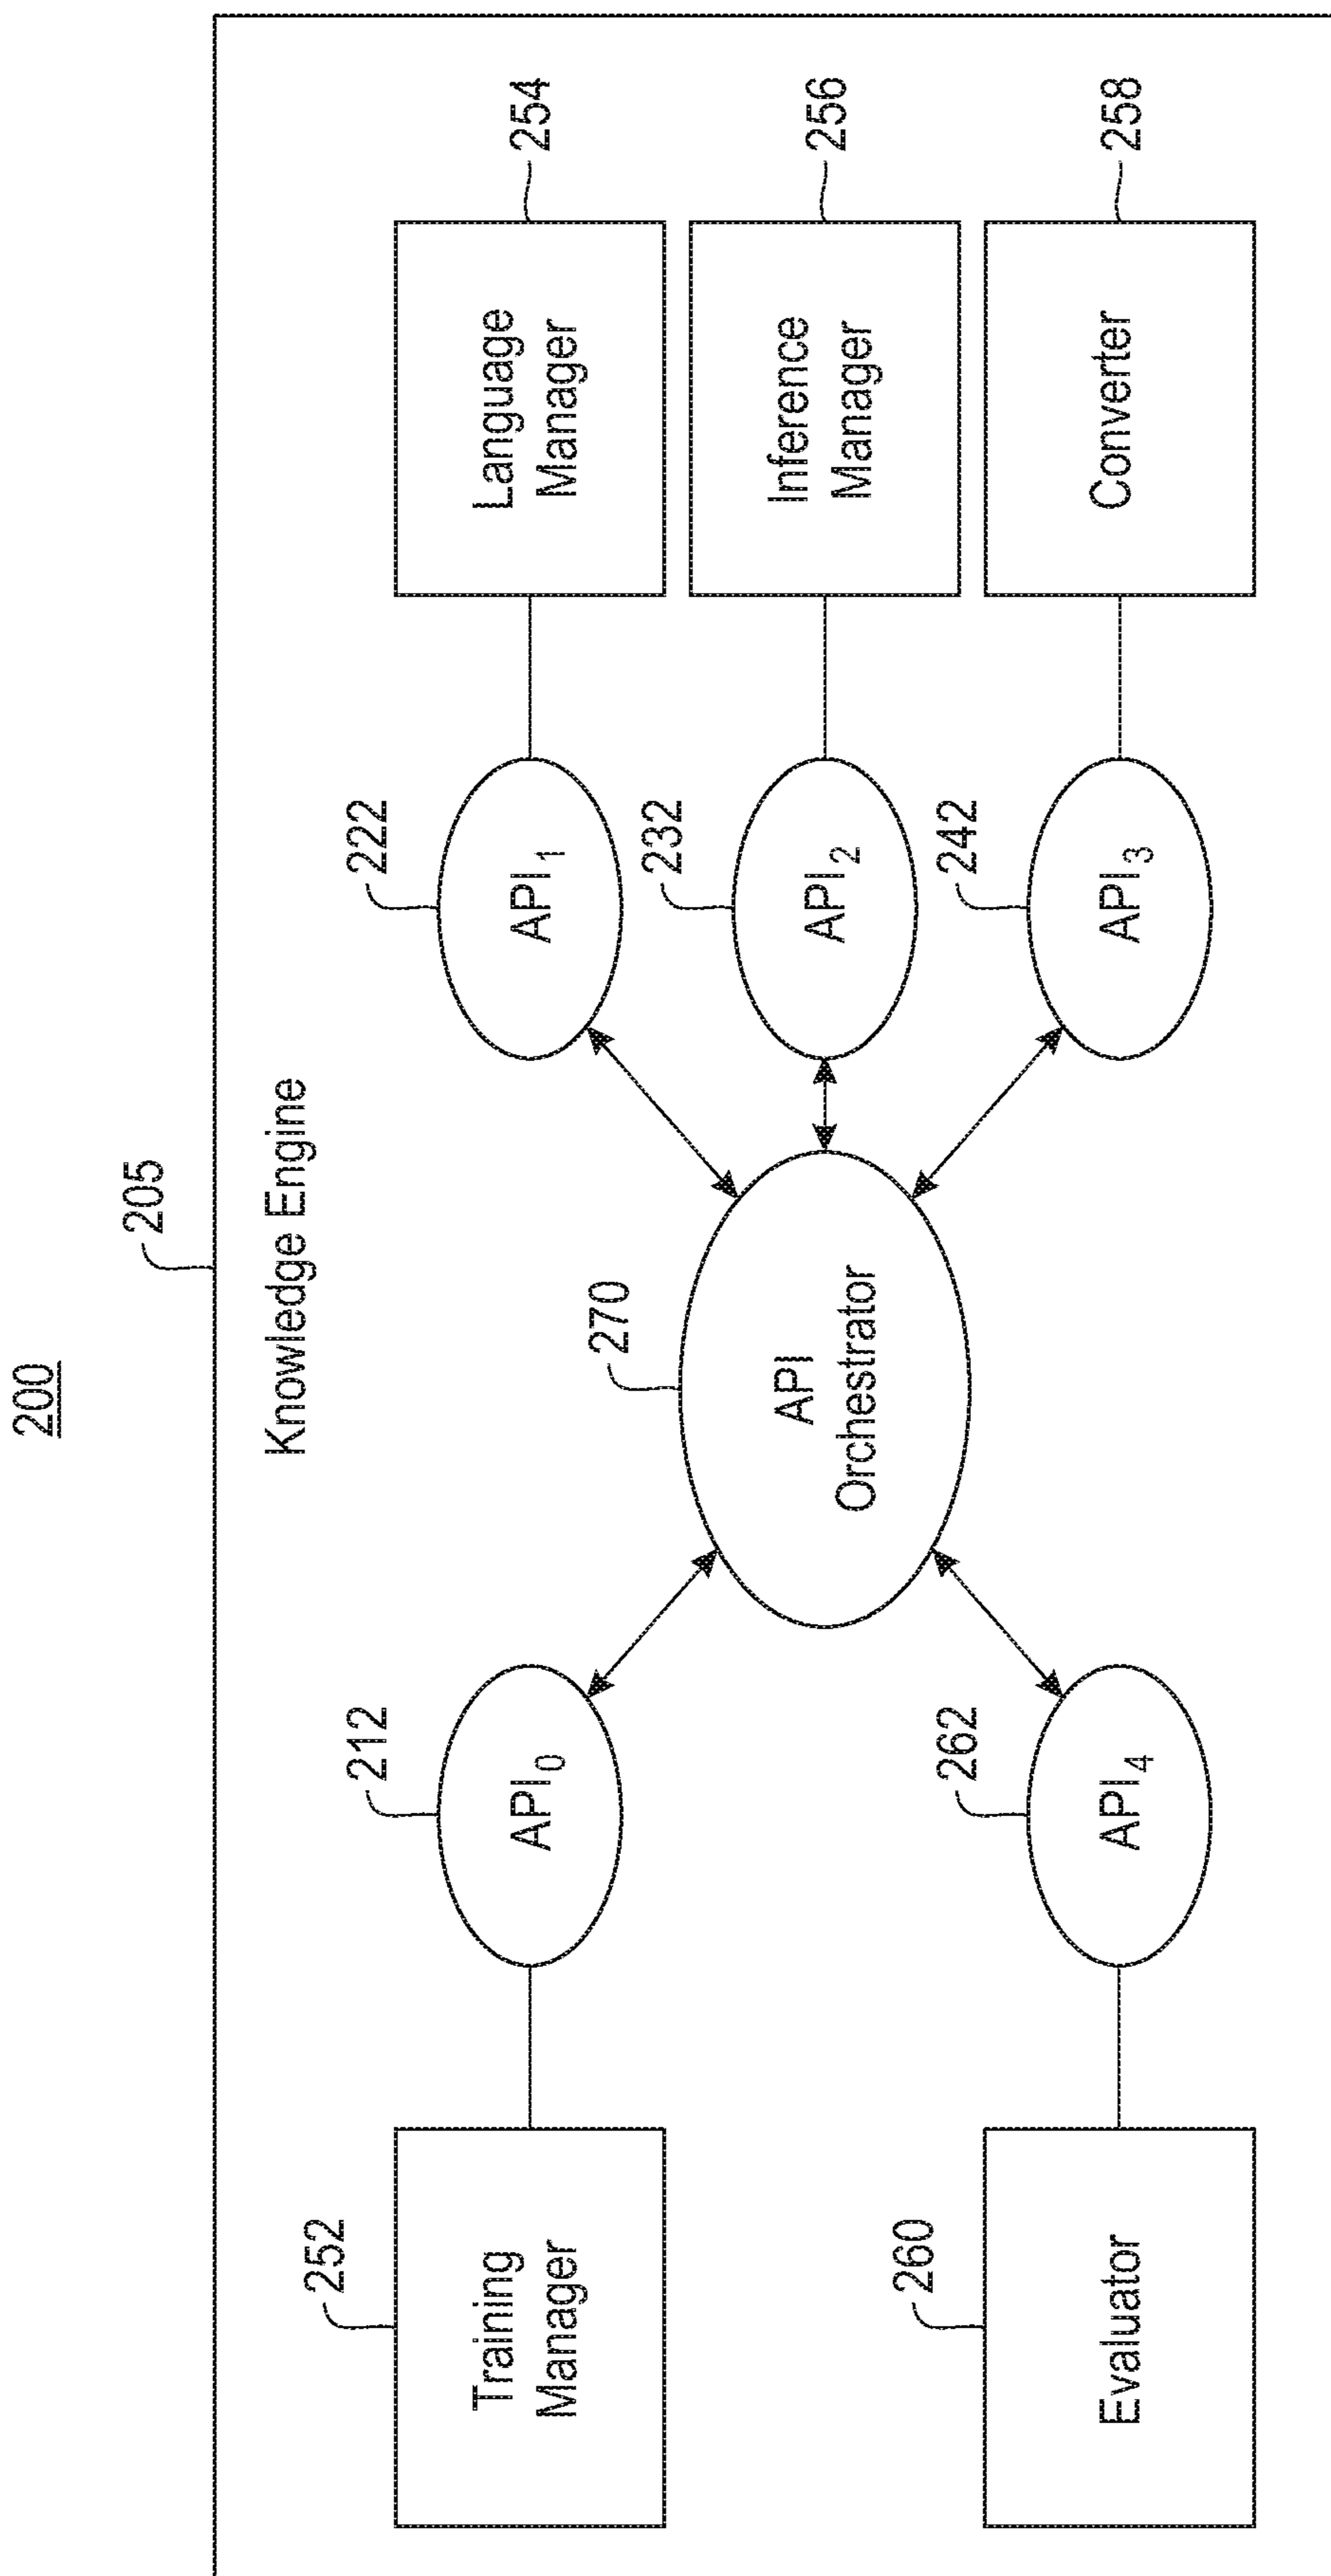 200
205
Knowledge Engine
252
Training
Manager
212
API₀
270
API
Orchestrator
222
API₁
254
Language
Manager
232
API₂
256
Inference
Manager
260
Evaluator
262
API₄
242
API₃
258
Converter